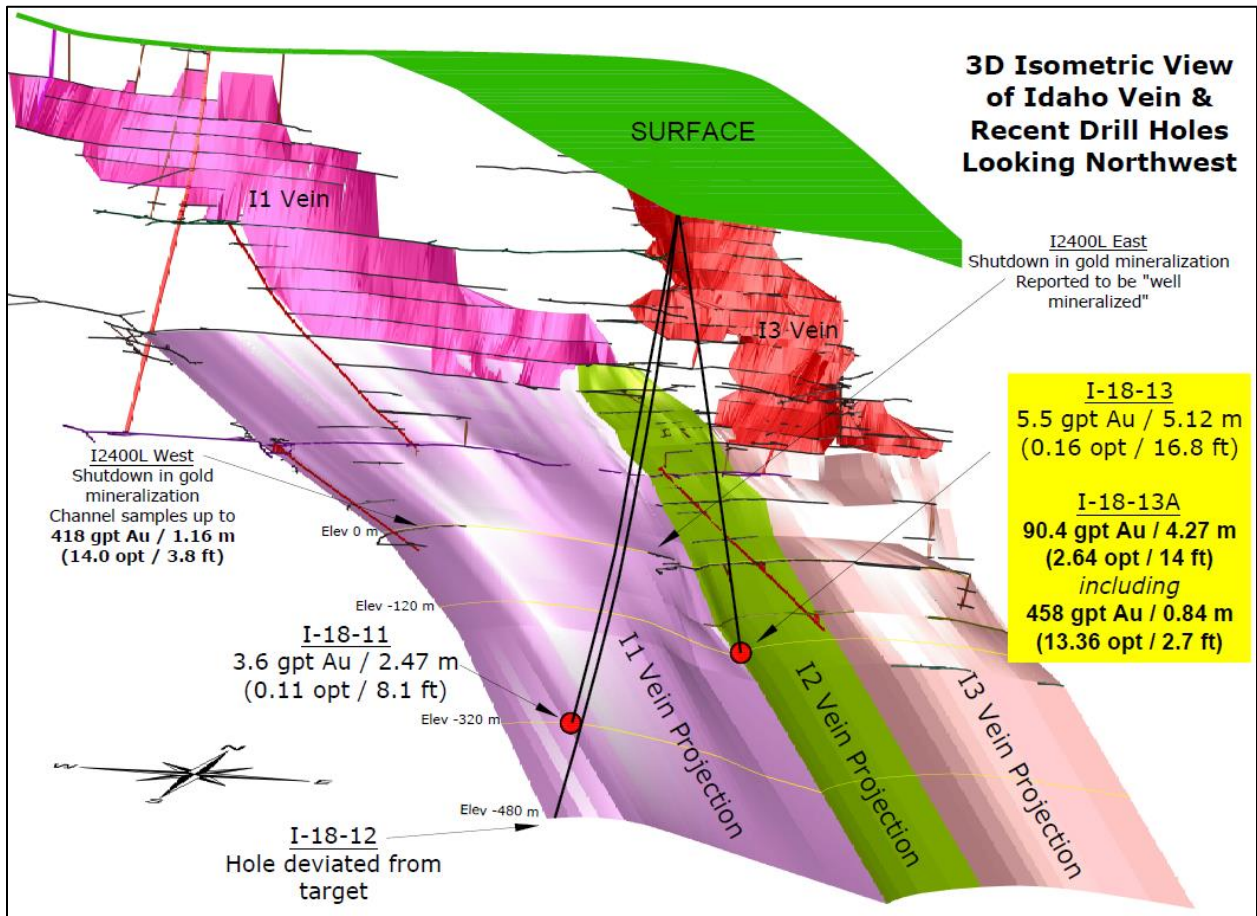 3D Isometric View
of Idaho Vein &
Recent Drill Holes
Looking Northwest
SURFACE
I1 Vein
I3 Vein
I2400L East
Shutdown in gold mineralization
Reported to be "well
mineralized"
I-18-13
5.5 gpt Au / 5.12 m
(0.16 opt / 16.8 ft)
I-18-13A
90.4 gpt Au / 4.27 m
(2.64 opt / 14 ft)
including
458 gpt Au / 0.84 m
(13.36 opt / 2.7 ft)
I2400L West
Shutdown in gold
mineralization
Channel samples up to
418 gpt Au / 1.16 m
(14.0 opt / 3.8 ft)
Elev 0 m
Elev -120 m
I-18-11
3.6 gpt Au / 2.47 m
(0.11 opt / 8.1 ft)
Elev -320 m
I1 Vein Projection
I2 Vein Projection
I3 Vein Projection
W
N
S
E
Elev -480 m
I-18-12
Hole deviated from
target